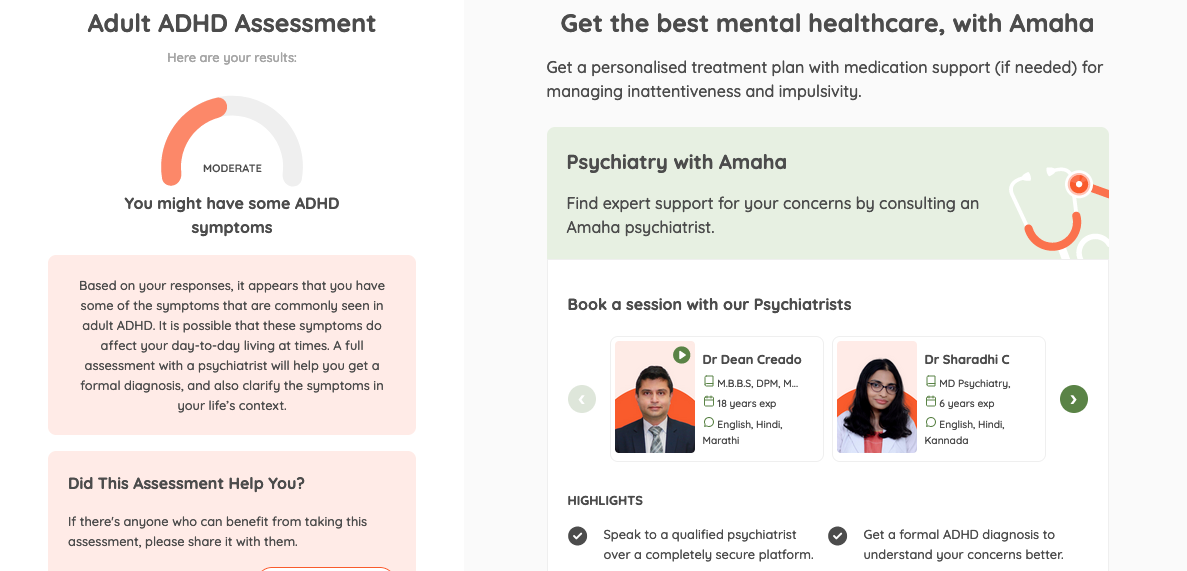 Adult ADHD Assessment
Here are your results:
MODERATE
You might have some ADHD
symptoms
Based on your responses, it appears that you have
some of the symptoms that are commonly seen in
adult ADHD. It is possible that these symptoms do
affect your day-to-day living at times. A full
assessment with a psychiatrist will help you get a
formal diagnosis, and also clarify the symptoms in
your life’s context.
Did This Assessment Help You?
If there's anyone who can benefit from taking this
assessment, please share it with them.
Get the best mental healthcare, with Amaha
Get a personalised treatment plan with medication support (if needed) for
managing inattentiveness and impulsivity.
Psychiatry with Amaha
Find expert support for your concerns by consulting an
Amaha psychiatrist.
Book a session with our Psychiatrists
Dr Dean Creado
M.B.B.S, DPM, M...
18 years exp
English, Hindi,
Marathi
Dr Sharadhi C
MD Psychiatry,
6 years exp
English, Hindi,
Kannada
HIGHLIGHTS
Speak to a qualified psychiatrist
over a completely secure platform.
Get a formal ADHD diagnosis to
understand your concerns better.